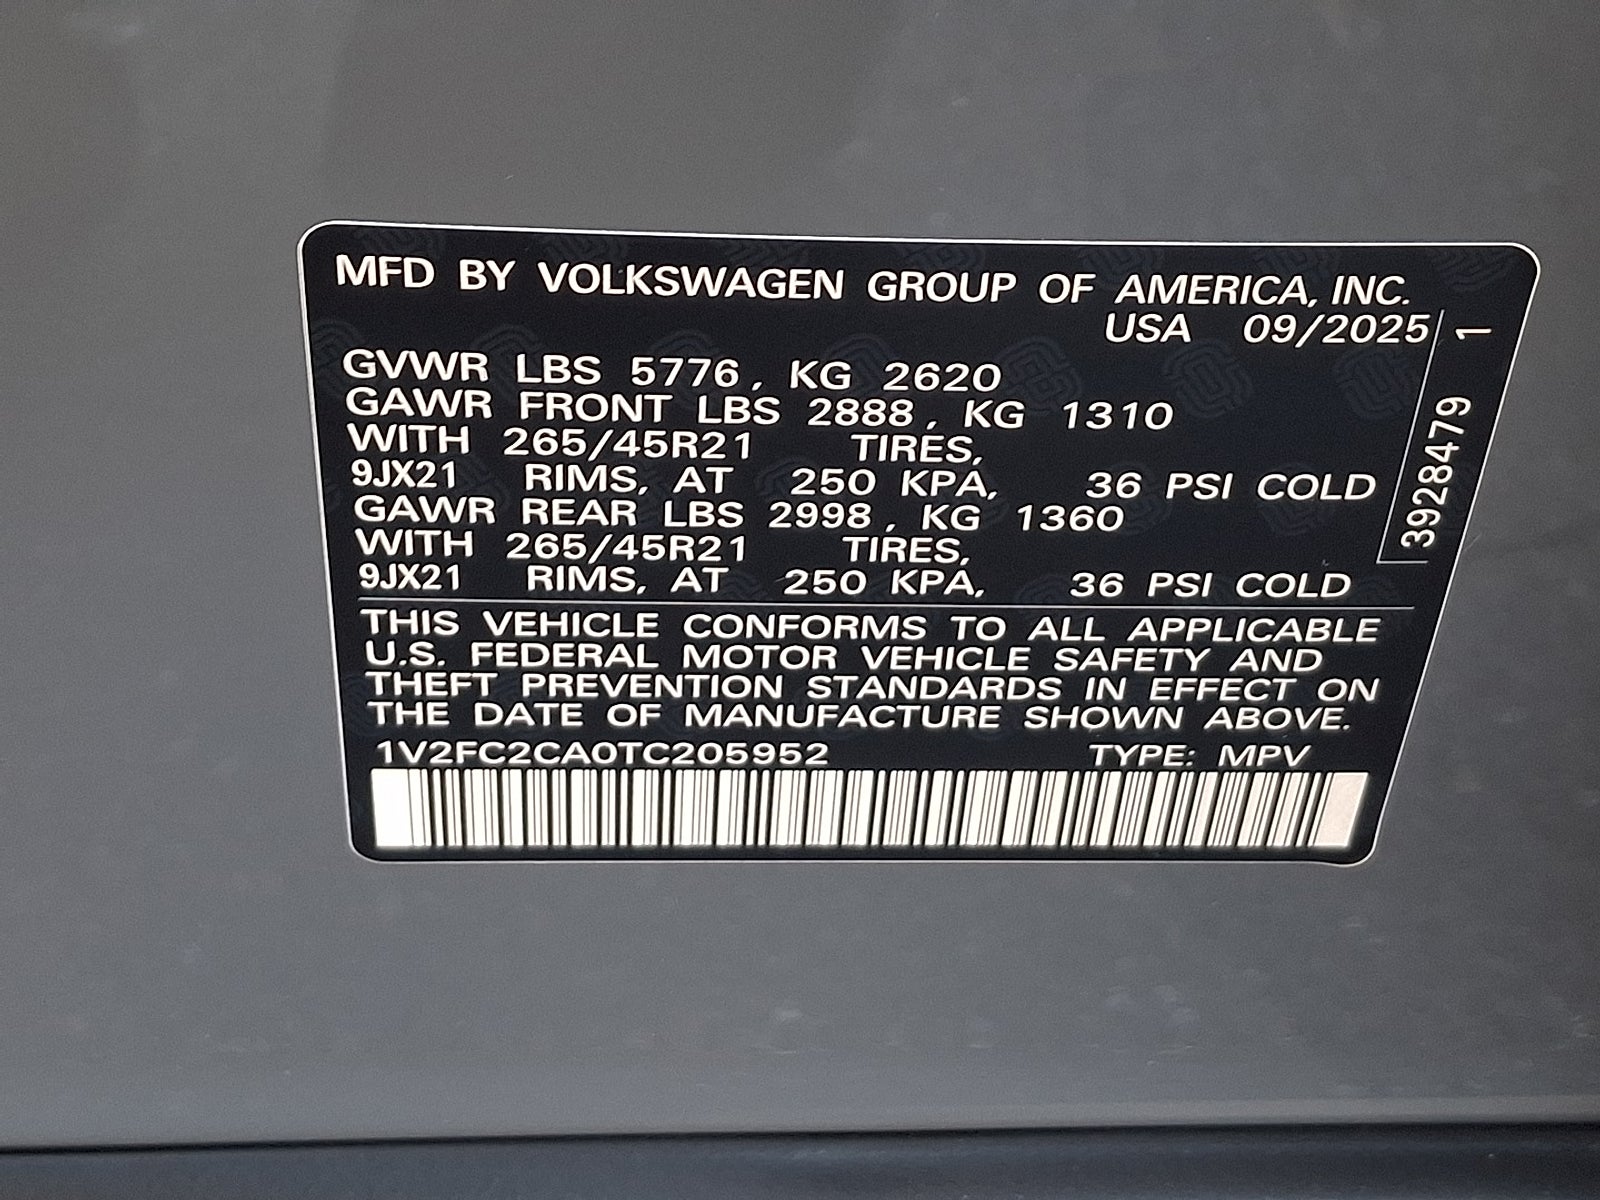 MFD BY VOLKSWAGEN GROUP OF AMERICA, INC.
USA 09/2025
GVWR LBS 5776, KG 2620
GAWR FRONT LBS 2888, KG 1310
WITH 265/45R21 TIRES,
9JX21 RIMS, AT 250 KPA, 36 PSI COLD
GAWR REAR LBS 2998, KG 1360
WITH 265/45R21 TIRES,
9JX21 RIMS, AT 250 KPA, 36 PSI COLD
THIS VEHICLE CONFORMS TO ALL APPLICABLE
U.S. FEDERAL MOTOR VEHICLE SAFETY AND
THEFT PREVENTION STANDARDS IN EFFECT ON
THE DATE OF MANUFACTURE SHOWN ABOVE.
1V2FC2CA0TC205952 TYPE: MPV
3928479 1